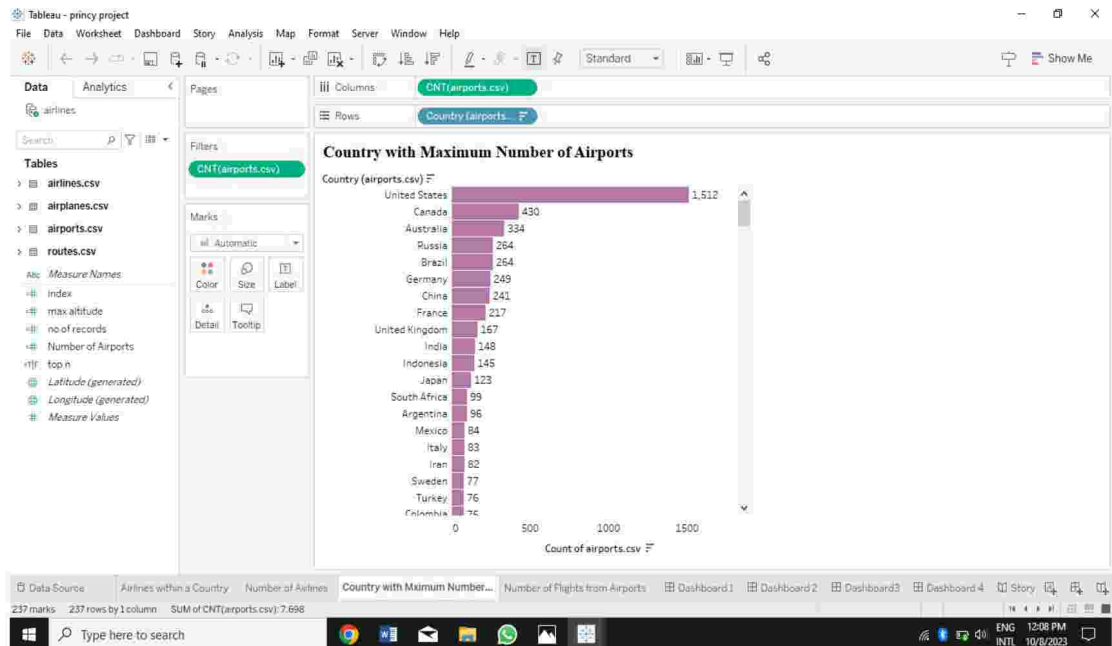 Tableau - princy project
File Data Worksheet Dashboard Story Analysis Map Format Server Window Help
Standard
Show Me
Data Analytics
airlines
Search
Tables
airlines.csv
airplanes.csv
airports.csv
routes.csv
Abc Measure Names
index
max altitude
no of records
Number of Airports
top n
Latitude (generated)
Longitude (generated)
Measure Values
Pages
Filters
CNT(airports.csv)
Marks
Automatic
Color Size Label
Detail Tooltip
Columns CNT(airports.csv)
Rows Country (airports...
Country with Maximum Number of Airports
Country (airports.csv)
United States 1,512
Canada 430
Australia 334
Russia 264
Brazil 264
Germany 249
China 241
France 217
United Kingdom 167
India 148
Indonesia 145
Japan 123
South Africa 99
Argentina 96
Mexico 84
Italy 83
Iran 82
Sweden 77
Turkey 76
Colombia 75
0 500 1000 1500
Count of airports.csv
Data Source Airlines within a Country Number of Airlines Country with Mximum Number... Number of Flights from Airports Dashboard 1 Dashboard 2 Dashboard3 Dashboard 4 Story
237 marks 237 rows by 1 column SUM of CNT(airports.csv): 7,698
Type here to search
ENG 12:08 PM
INTL 10/8/2023